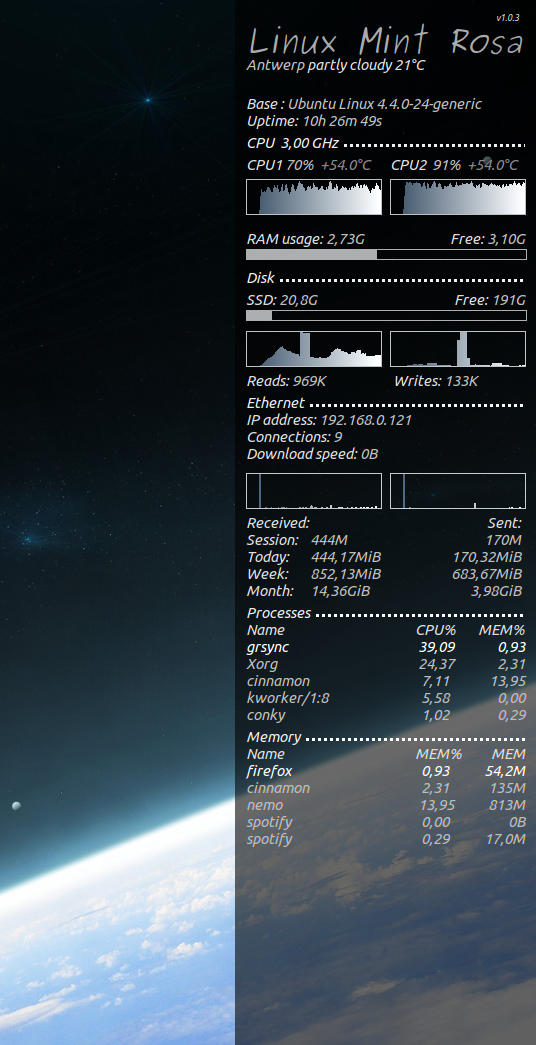 v1.0.3
Linux Mint Rosa
Antwerp partly cloudy 21°C
Base : Ubuntu Linux 4.4.0-24-generic
Uptime: 10h 26m 49s
CPU 3,00 GHz
CPU1 70% +54.0°C CPU2 91% +54.0°C
RAM usage: 2,73G Free: 3,10G
Disk
SSD: 20,8G Free: 191G
Reads: 969K Writes: 133K
Ethernet
IP address: 192.168.0.121
Connections: 9
Download speed: 0B
Received: Sent:
Session: 444M 170M
Today: 444,17MiB 170,32MiB
Week: 852,13MiB 683,67MiB
Month: 14,36GiB 3,98GiB
Processes
Name CPU% MEM%
grsync 39,09 0,93
Xorg 24,37 2,31
cinnamon 7,11 13,95
kworker/1:8 5,58 0,00
conky 1,02 0,29
Memory
Name MEM% MEM
firefox 0,93 54,2M
cinnamon 2,31 135M
nemo 13,95 813M
spotify 0,00 0B
spotify 0,29 17,0M